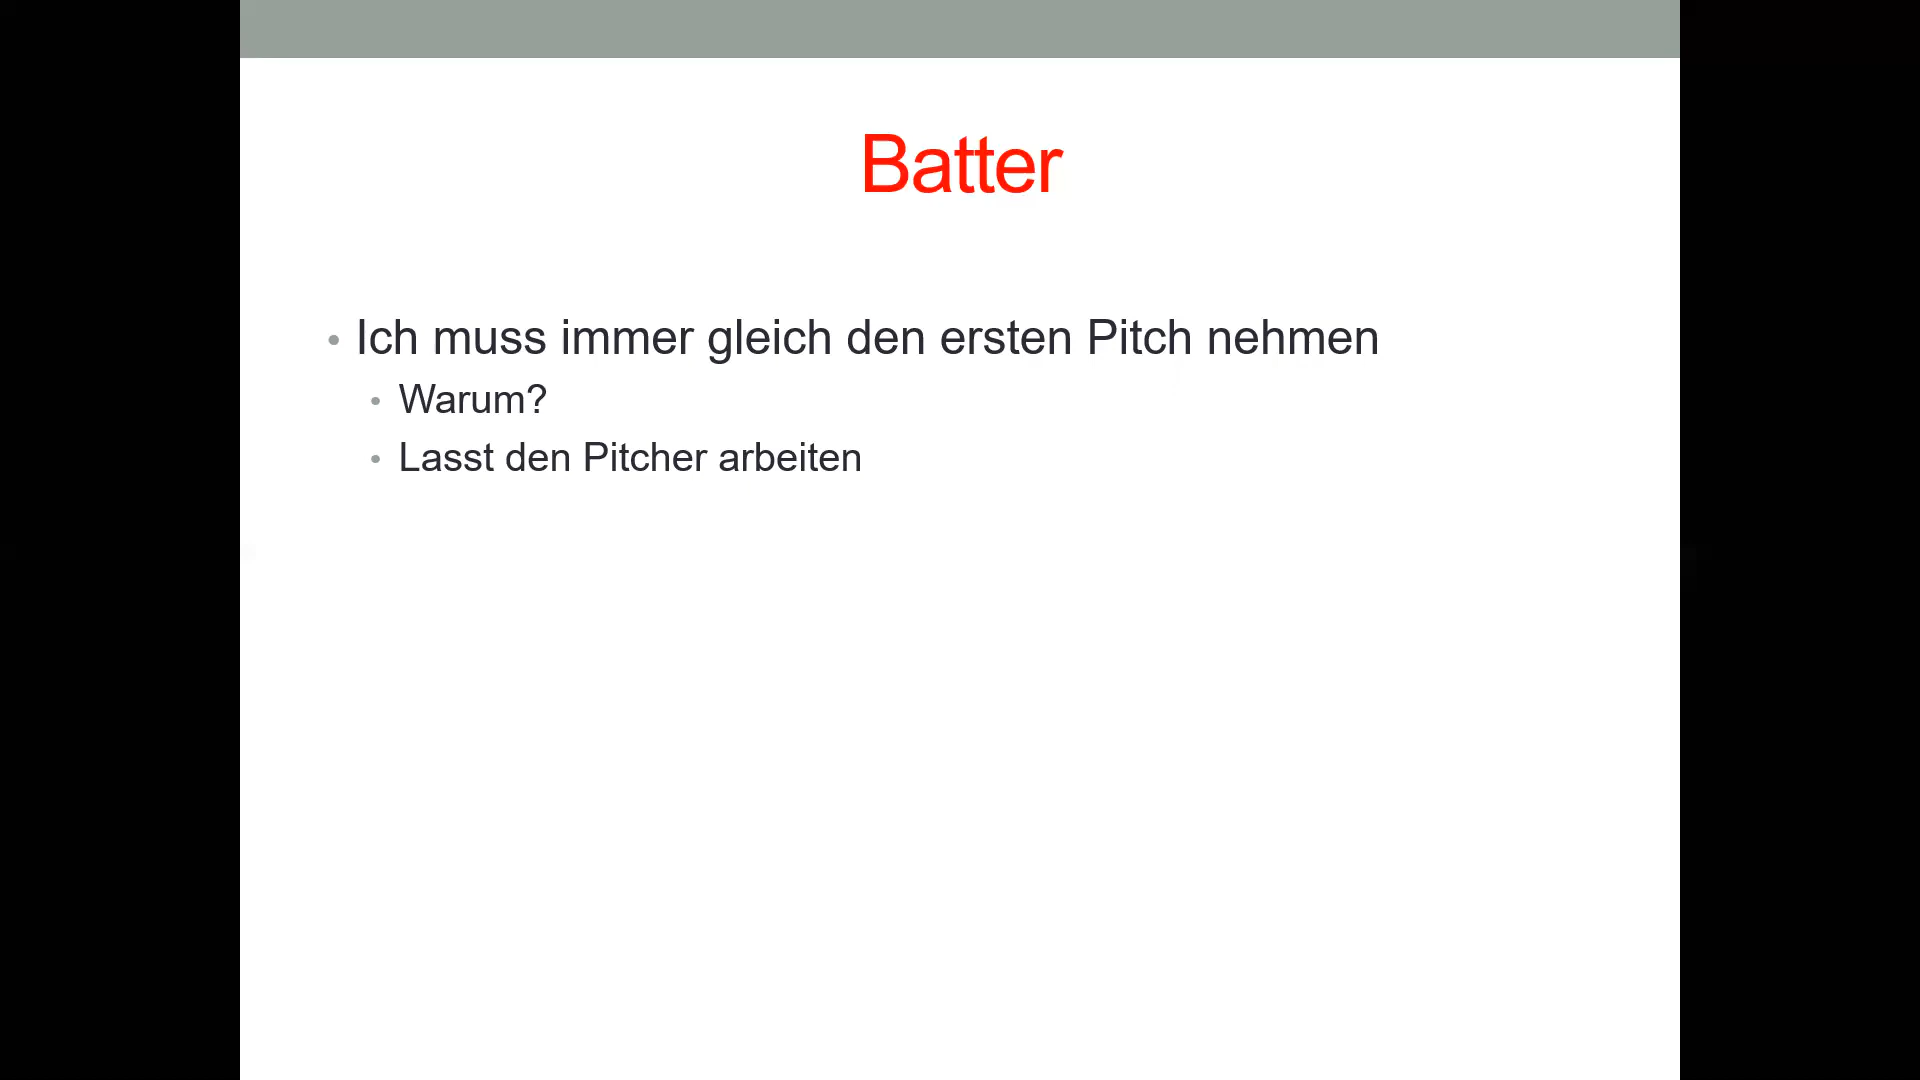 Batter
Ich muss immer gleich den ersten Pitch nehmen
Warum?
Lasst den Pitcher arbeiten